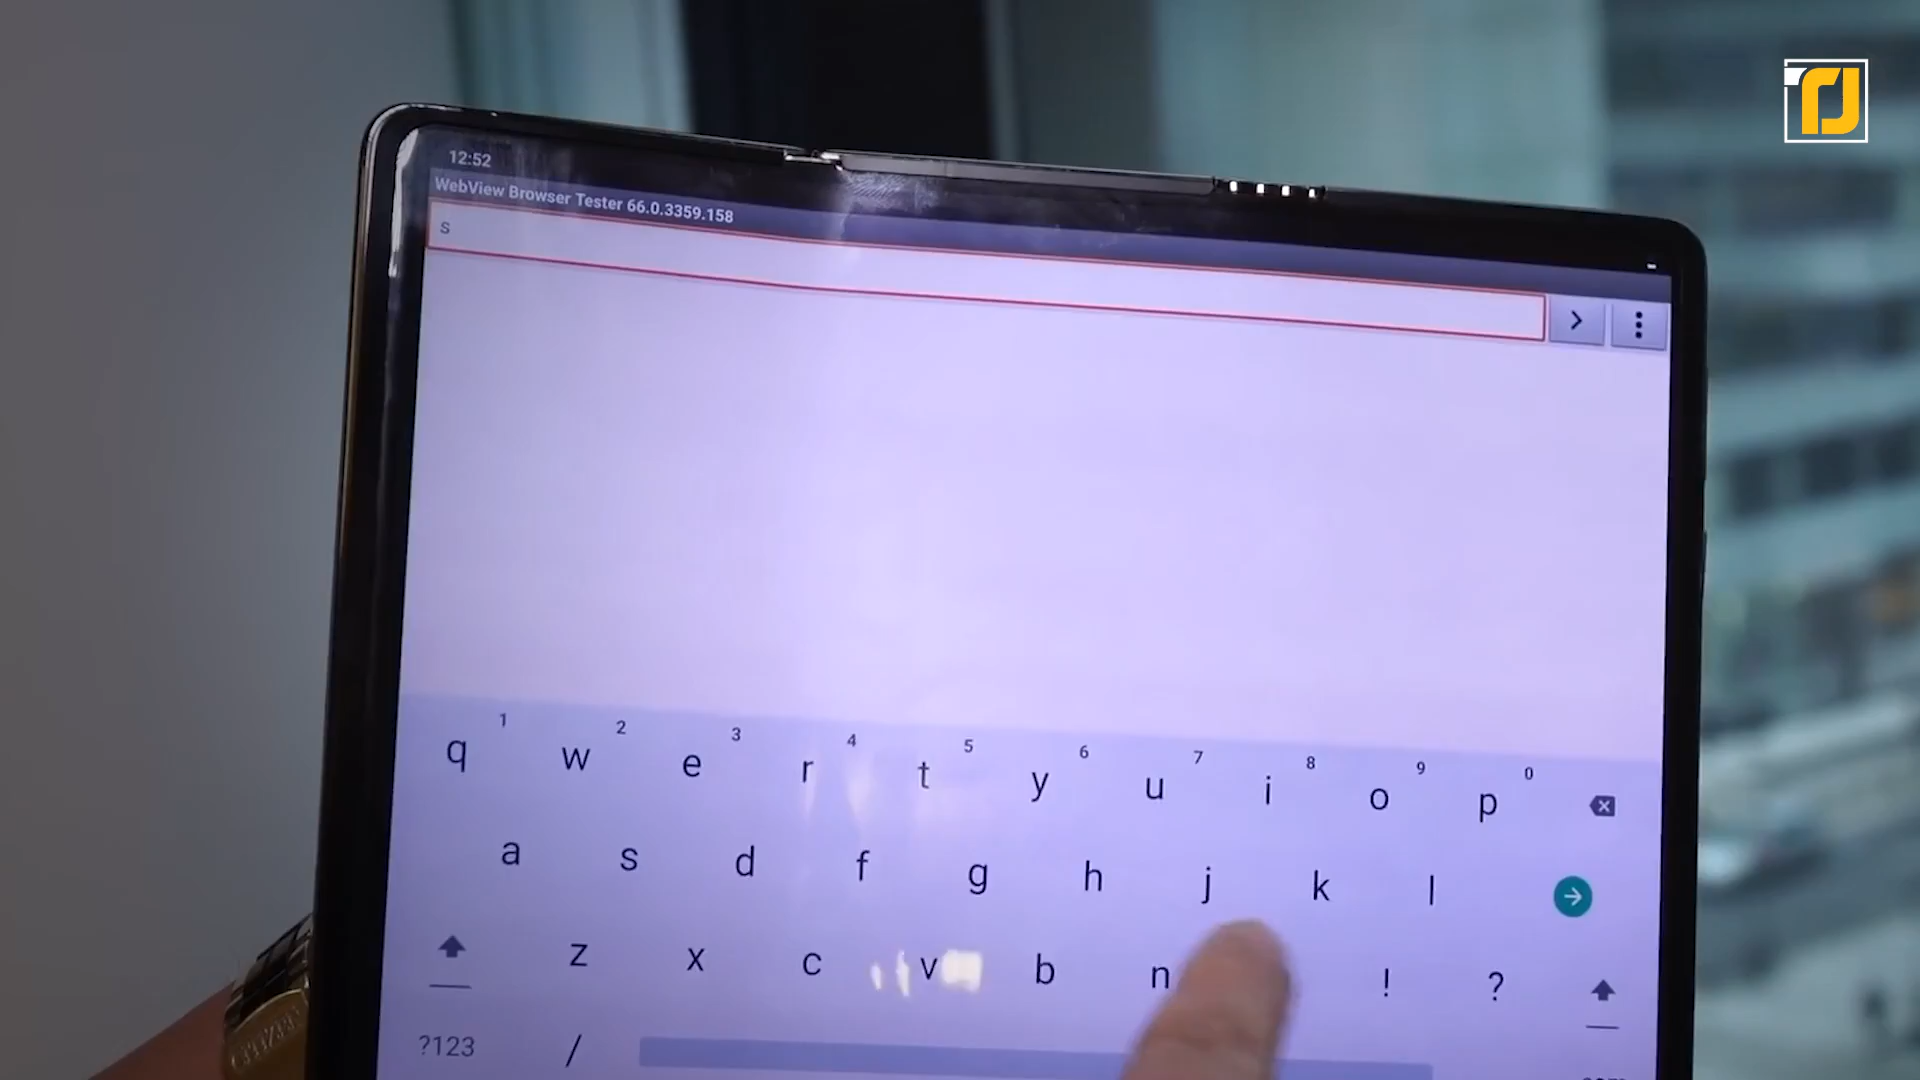 12:52
WebView Browser Tester 66.0.3359.158
s
1 2 3 4 5 6 7 8 9 0
q w e r t y u i o p
a s d f g h j k l
z x c v b n ! ?
?123 /